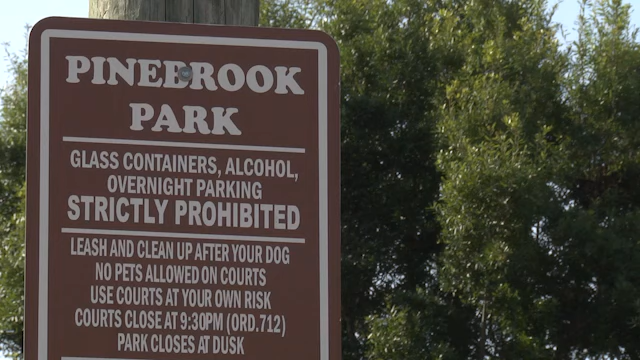 PINEBROOK
PARK
GLASS CONTAINERS, ALCOHOL,
OVERNIGHT PARKING
STRICTLY PROHIBITED
LEASH AND CLEAN UP AFTER YOUR DOG
NO PETS ALLOWED ON COURTS
USE COURTS AT YOUR OWN RISK
COURTS CLOSE AT 9:30PM (ORD.712)
PARK CLOSES AT DUSK